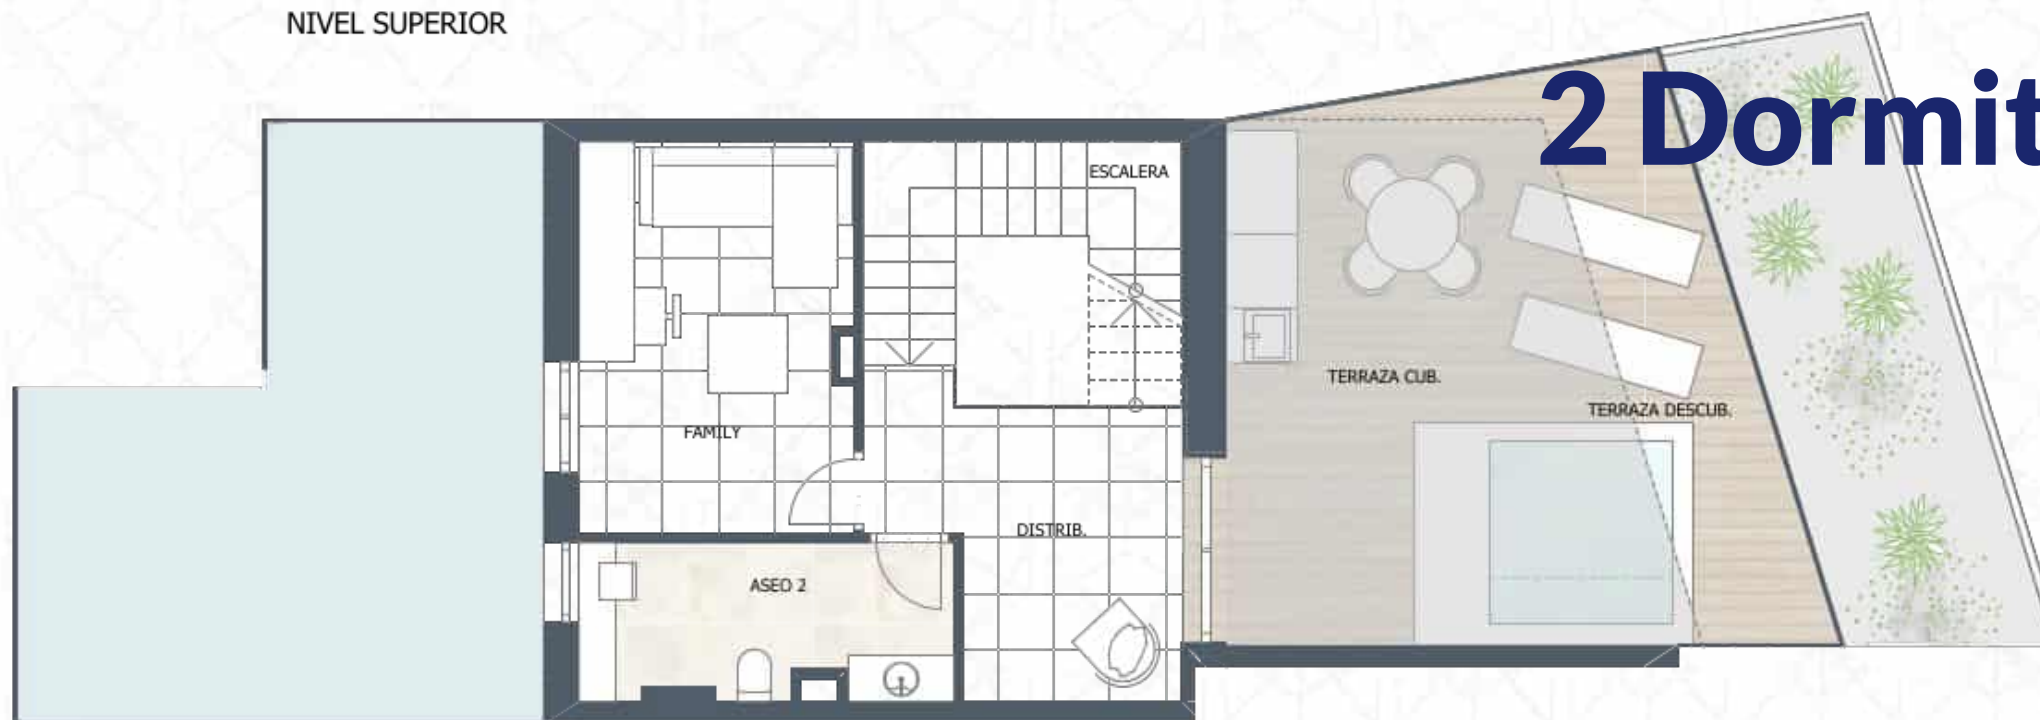 NIVEL SUPERIOR
2 Dormit
ESCALERA
TERRAZA CUB.
TERRAZA DESCUB.
FAMILY
DISTRIB.
ASEO 2